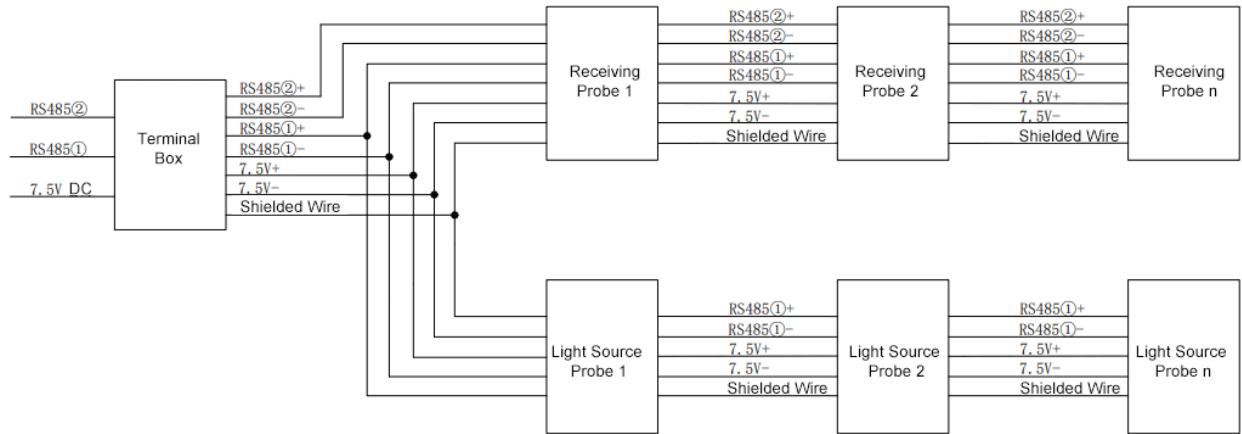 RS485②
RS485①
7.5V DC
Terminal
Box
RS485②+
RS485②-
RS485①+
RS485①-
7.5V+
7.5V-
Shielded Wire
Receiving
Probe 1
RS485②+
RS485②-
RS485①+
RS485①-
7.5V+
7.5V-
Shielded Wire
Receiving
Probe 2
RS485②+
RS485②-
RS485①+
RS485①-
7.5V+
7.5V-
Shielded Wire
Receiving
Probe n
Light Source
Probe 1
RS485①+
RS485①-
7.5V+
7.5V-
Shielded Wire
Light Source
Probe 2
RS485①+
RS485①-
7.5V+
7.5V-
Shielded Wire
Light Source
Probe n